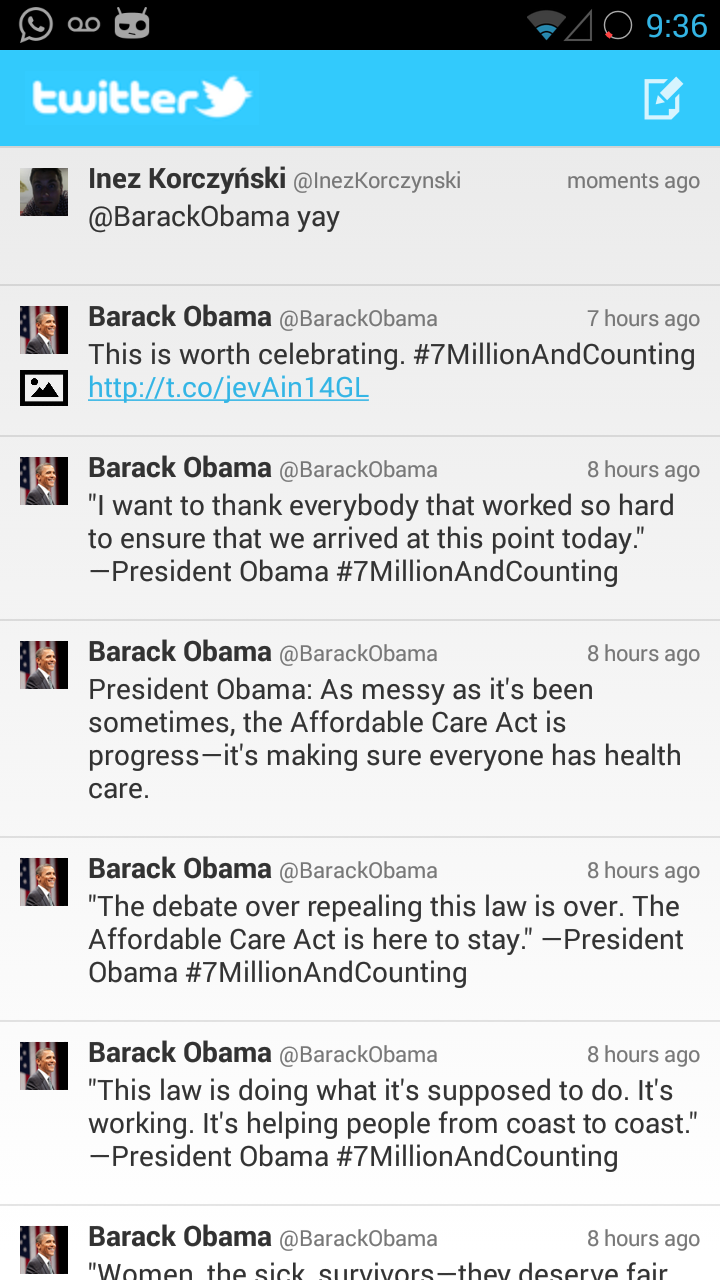 9:36
twitter
Inez Korczyński @InezKorczynski moments ago
@BarackObama yay
Barack Obama @BarackObama 7 hours ago
This is worth celebrating. #7MillionAndCounting
http://t.co/jevAin14GL
Barack Obama @BarackObama 8 hours ago
"I want to thank everybody that worked so hard
to ensure that we arrived at this point today."
—President Obama #7MillionAndCounting
Barack Obama @BarackObama 8 hours ago
President Obama: As messy as it's been
sometimes, the Affordable Care Act is
progress—it's making sure everyone has health
care.
Barack Obama @BarackObama 8 hours ago
"The debate over repealing this law is over. The
Affordable Care Act is here to stay." —President
Obama #7MillionAndCounting
Barack Obama @BarackObama 8 hours ago
"This law is doing what it's supposed to do. It's
working. It's helping people from coast to coast."
—President Obama #7MillionAndCounting
Barack Obama @BarackObama 8 hours ago
"Women, the sick, survivors—they deserve fair